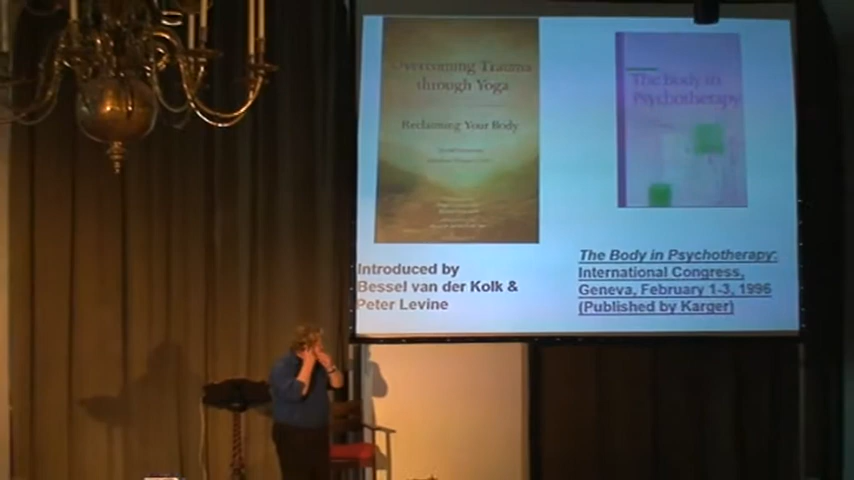 Overcoming Trauma
through Yoga
Reclaiming Your Body
The Body in
Psychotherapy
Introduced by
Bessel van der Kolk &
Peter Levine
The Body in Psychotherapy:
International Congress,
Geneva, February 1-3, 1996
(Published by Karger)